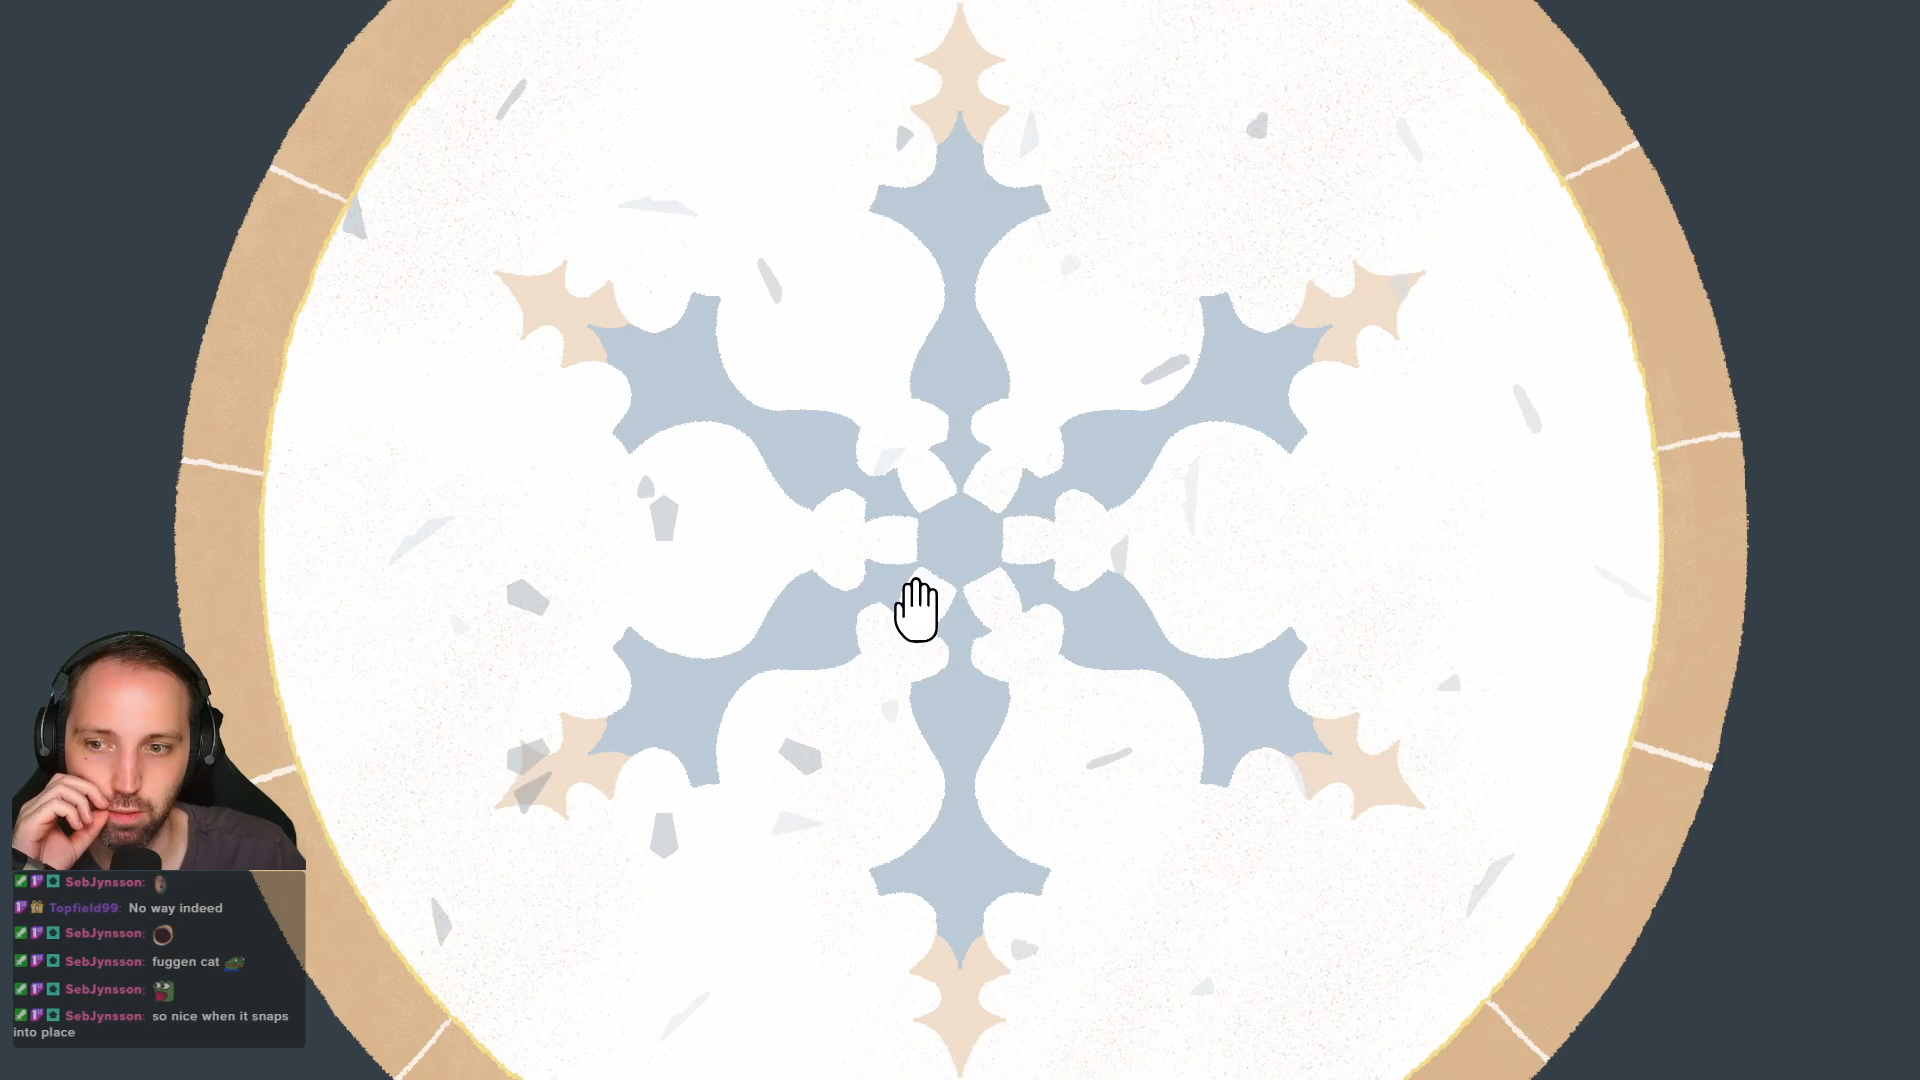 SebJynsson:
Topfield99: No way indeed
SebJynsson:
SebJynsson: fuggen cat
SebJynsson:
SebJynsson: so nice when it snaps
into place